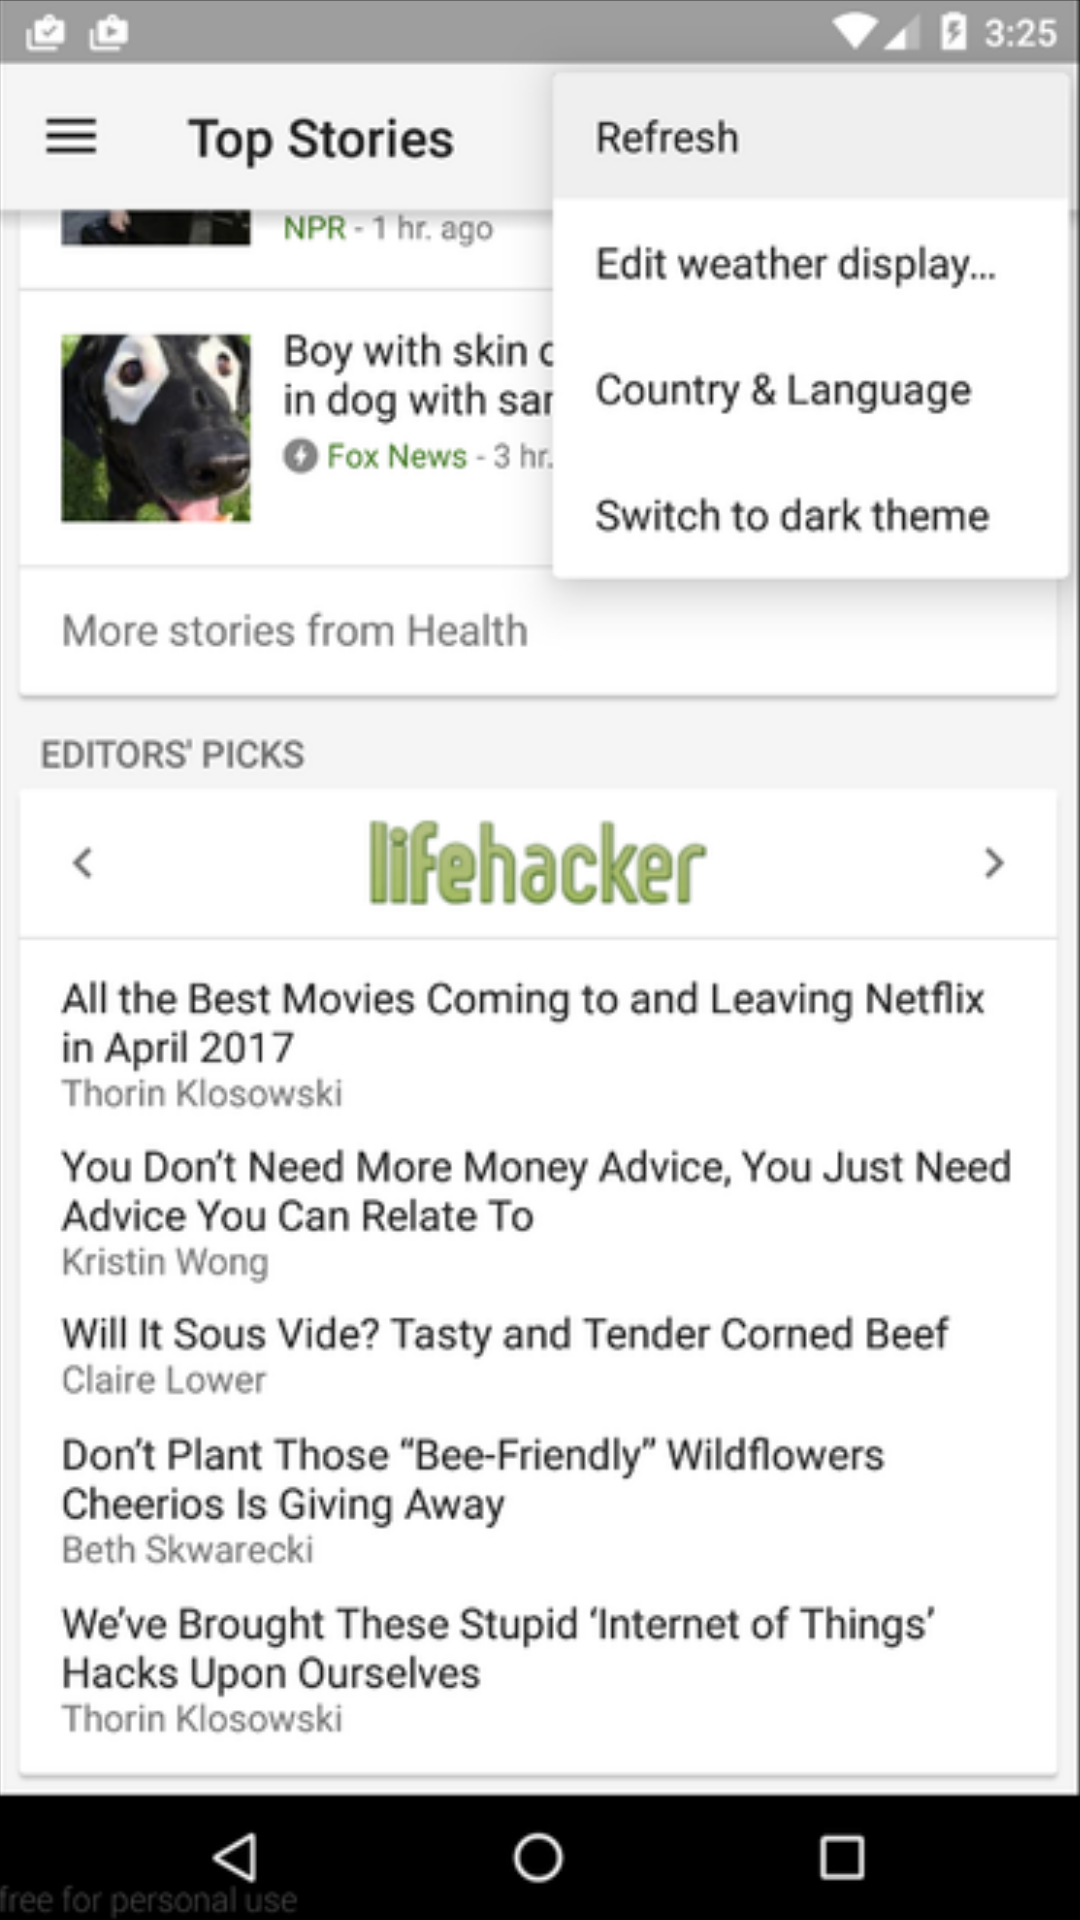 3:25
Top Stories
Refresh
Edit weather display...
Country & Language
Switch to dark theme
NPR - 1 hr. ago
Boy with skin
in dog with
Fox News - 3 hr.
More stories from Health
EDITORS' PICKS
lifehacker
All the Best Movies Coming to and Leaving Netflix
in April 2017
Thorin Klosowski
You Don’t Need More Money Advice, You Just Need
Advice You Can Relate To
Kristin Wong
Will It Sous Vide? Tasty and Tender Corned Beef
Claire Lower
Don’t Plant Those “Bee-Friendly” Wildflowers
Cheerios Is Giving Away
Beth Skwarecki
We’ve Brought These Stupid ‘Internet of Things’
Hacks Upon Ourselves
Thorin Klosowski
free for personal use